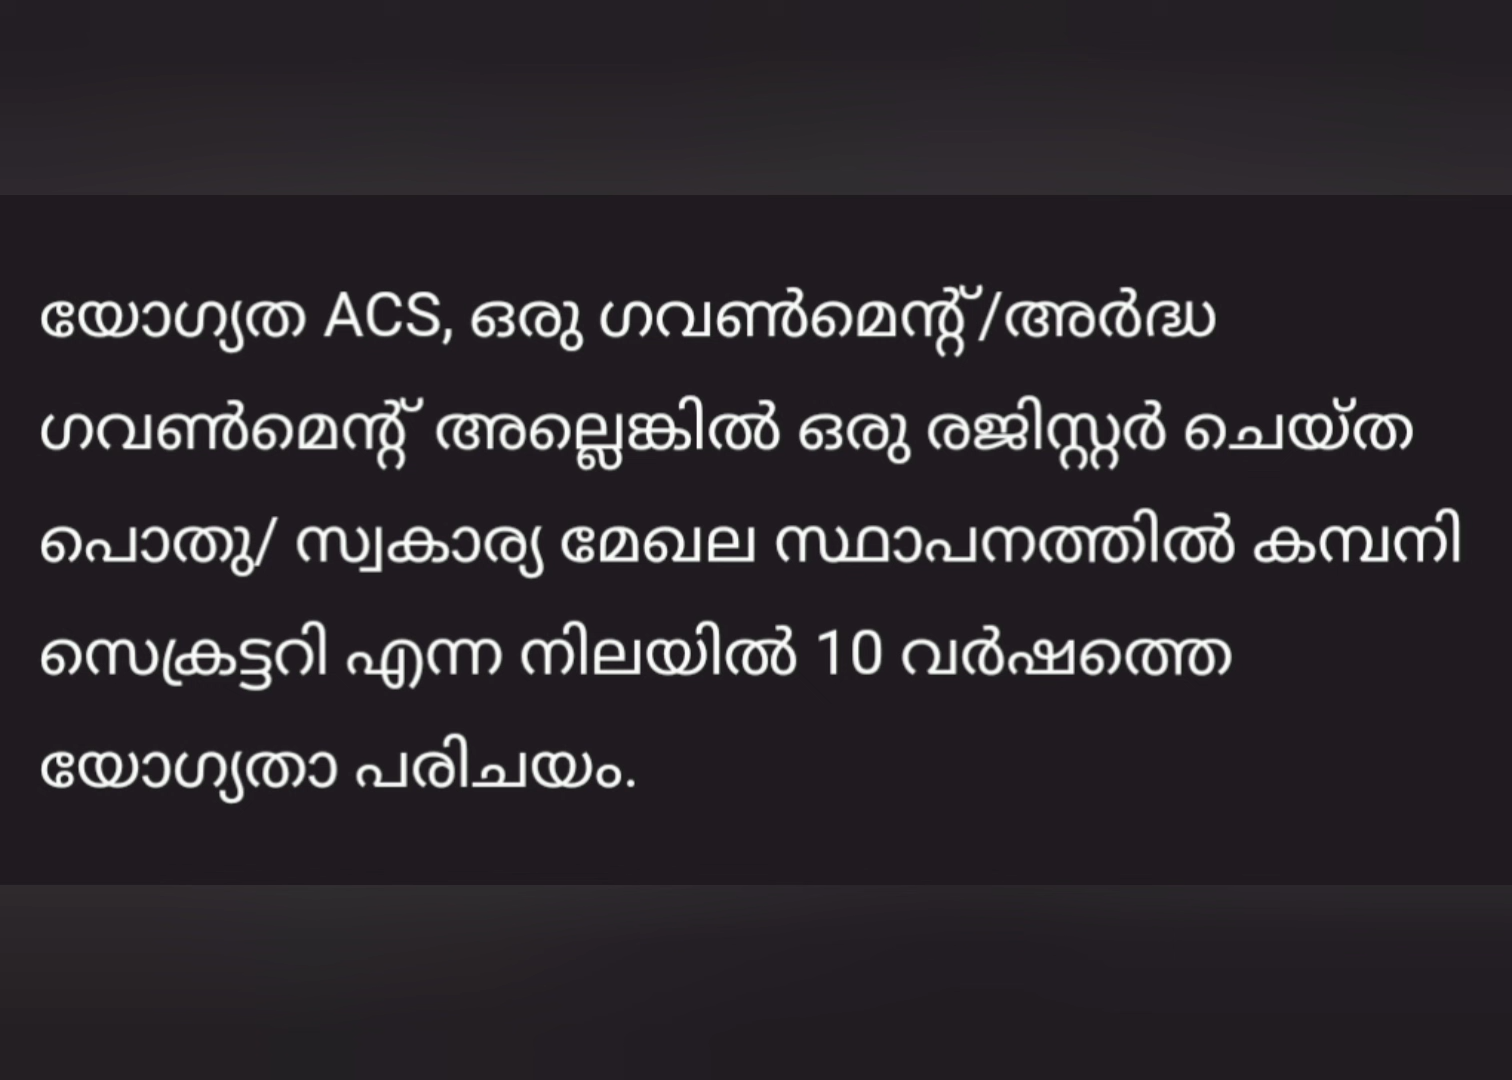 യോഗ്യത ACS, ഒരു ഗവൺമെന്റ്/അർദ്ധ
ഗവൺമെന്റ് അല്ലെങ്കിൽ ഒരു രജിസ്റ്റർ ചെയ്ത
പൊതു/ സ്വകാര്യ മേഖല സ്ഥാപനത്തിൽ കമ്പനി
സെക്രട്ടറി എന്ന നിലയിൽ 10 വർഷത്തെ
യോഗ്യതാ പരിചയം.